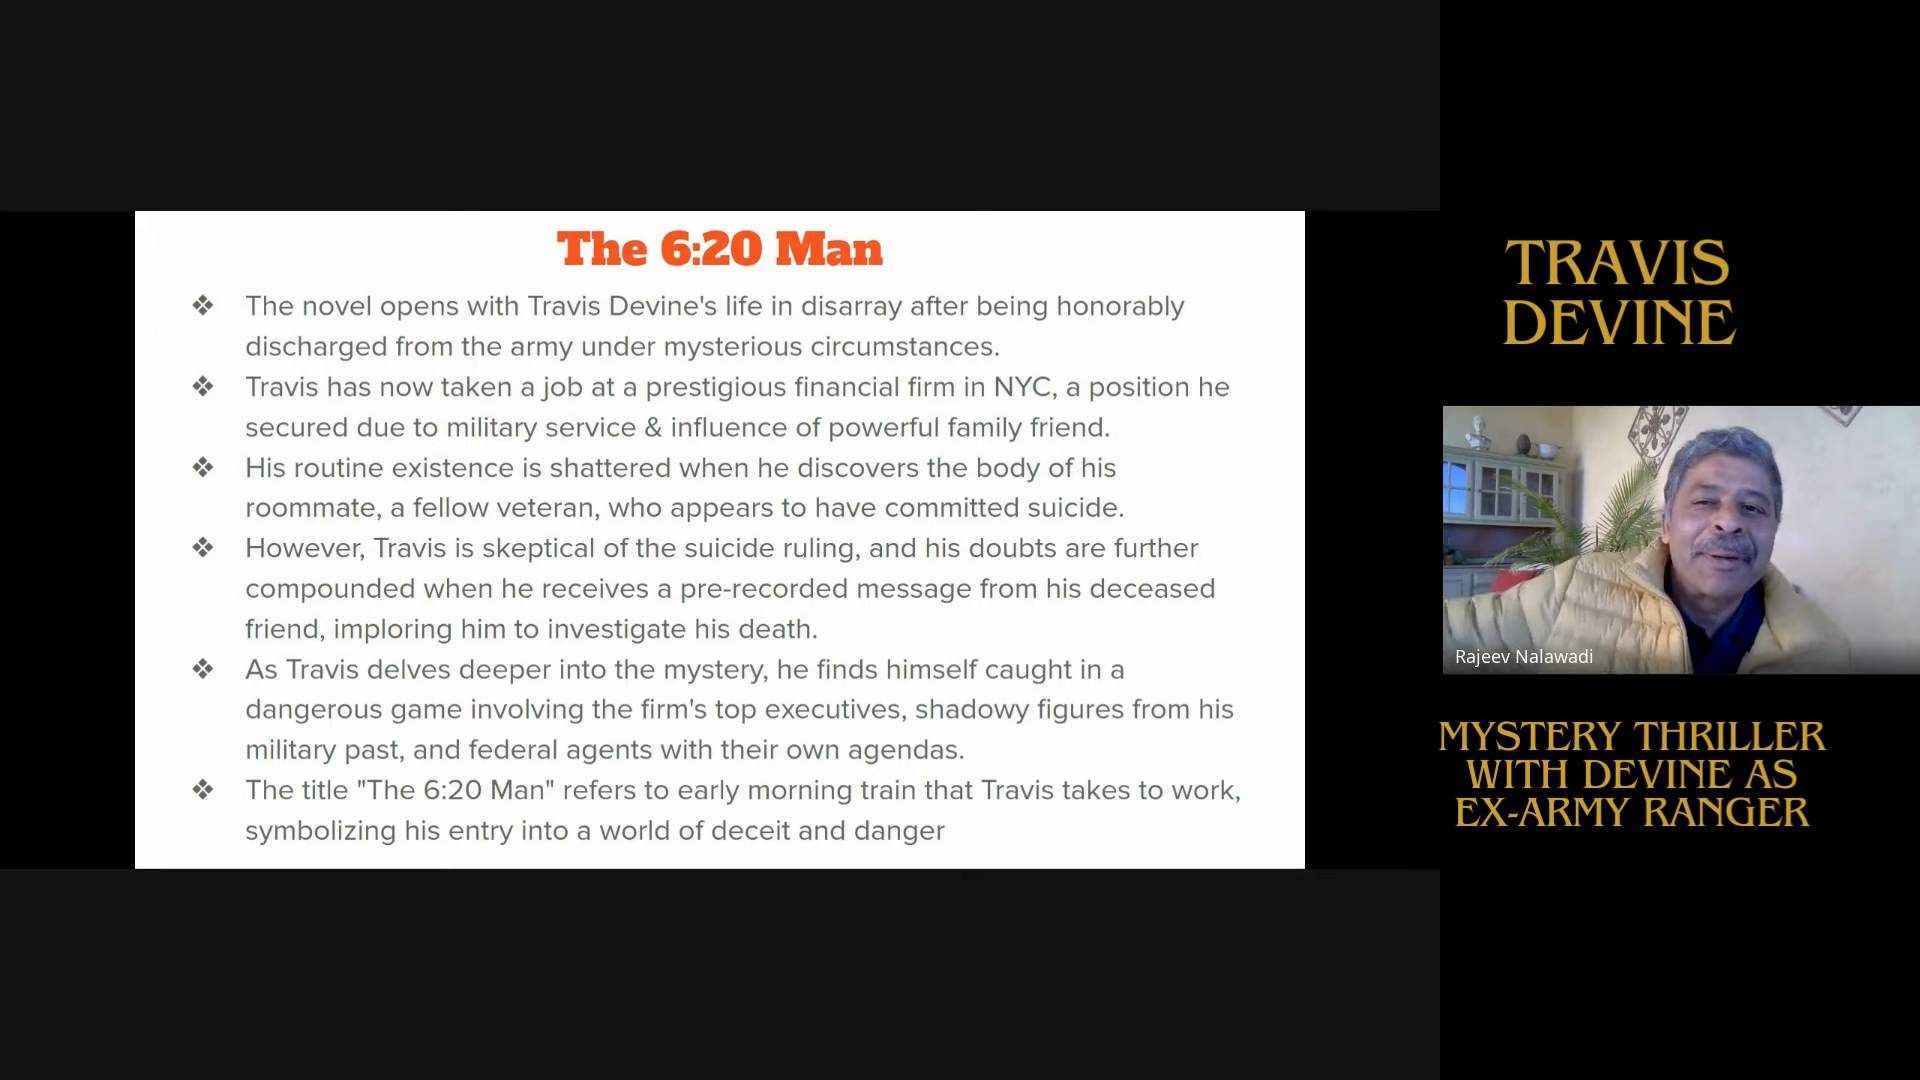 The 6:20 Man
❖ The novel opens with Travis Devine's life in disarray after being honorably
discharged from the army under mysterious circumstances.
❖ Travis has now taken a job at a prestigious financial firm in NYC, a position he
secured due to military service & influence of powerful family friend.
❖ His routine existence is shattered when he discovers the body of his
roommate, a fellow veteran, who appears to have committed suicide.
❖ However, Travis is skeptical of the suicide ruling, and his doubts are further
compounded when he receives a pre-recorded message from his deceased
friend, imploring him to investigate his death.
❖ As Travis delves deeper into the mystery, he finds himself caught in a
dangerous game involving the firm's top executives, shadowy figures from his
military past, and federal agents with their own agendas.
❖ The title "The 6:20 Man" refers to early morning train that Travis takes to work,
symbolizing his entry into a world of deceit and danger
TRAVIS
DEVINE
Rajeev Nalawadi
MYSTERY THRILLER
WITH DEVINE AS
EX-ARMY RANGER